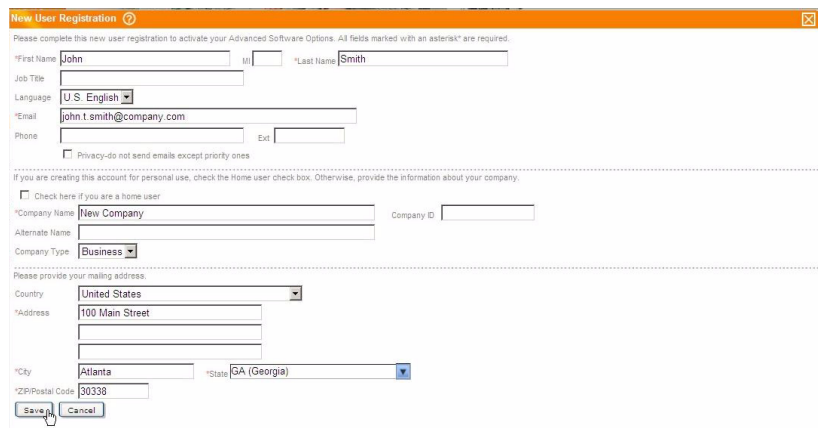 New User Registration ?
Please complete this new user registration to activate your Advanced Software Options. All fields marked with an asterisk* are required.
*First Name John MI *Last Name Smith
Job Title
Language U.S. English
*Email john.t.smith@company.com
Phone Ext
Privacy-do not send emails except priority ones
If you are creating this account for personal use, check the Home user check box. Otherwise, provide the information about your company.
Check here if you are a home user
*Company Name New Company Company ID
Alternate Name
Company Type Business
Please provide your mailing address.
Country United States
*Address 100 Main Street
*City Atlanta *State GA (Georgia)
*ZIP/Postal Code 30338
Save Cancel